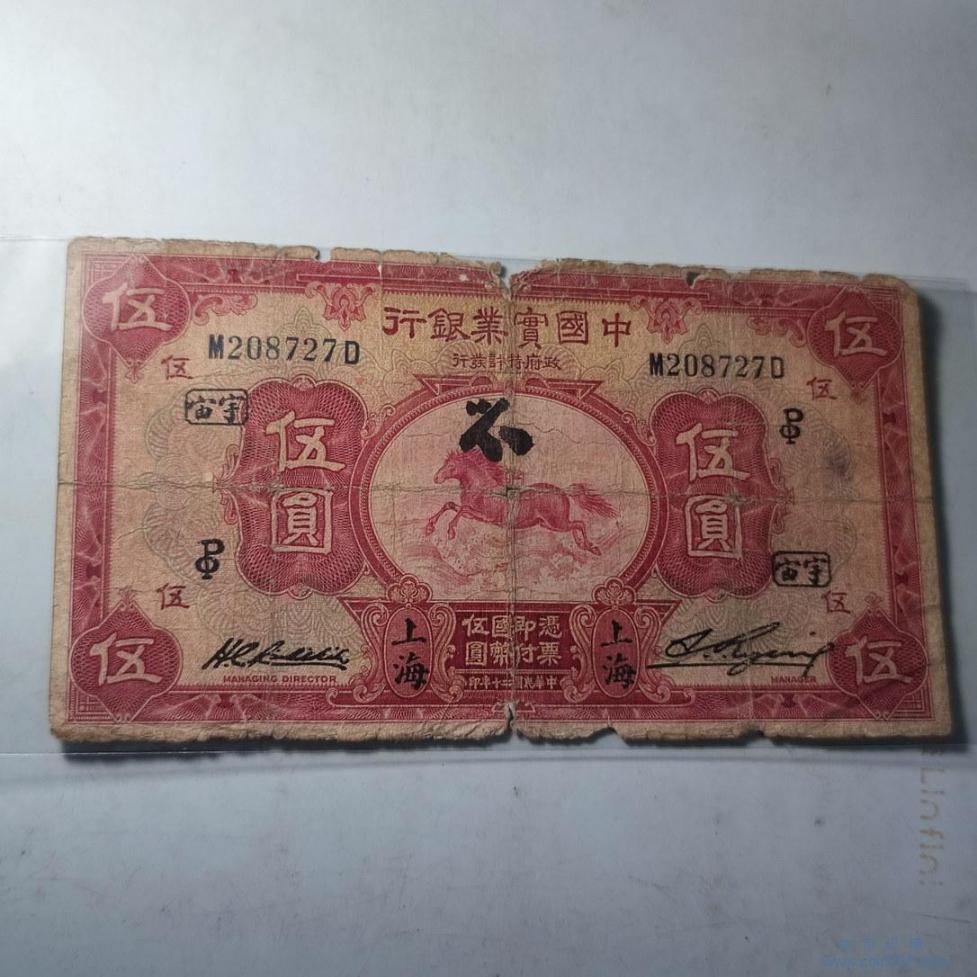 中國實業銀行
政府特許發行
伍
伍
M208727D
M208727D
伍
伍
宇宙
伍圓
伍圓
伍
伍
宇宙
憑票即付國幣伍圓
上海
上海
伍
伍
MANAGING DIRECTOR
MANAGER
中華民國二十年印
Linfini